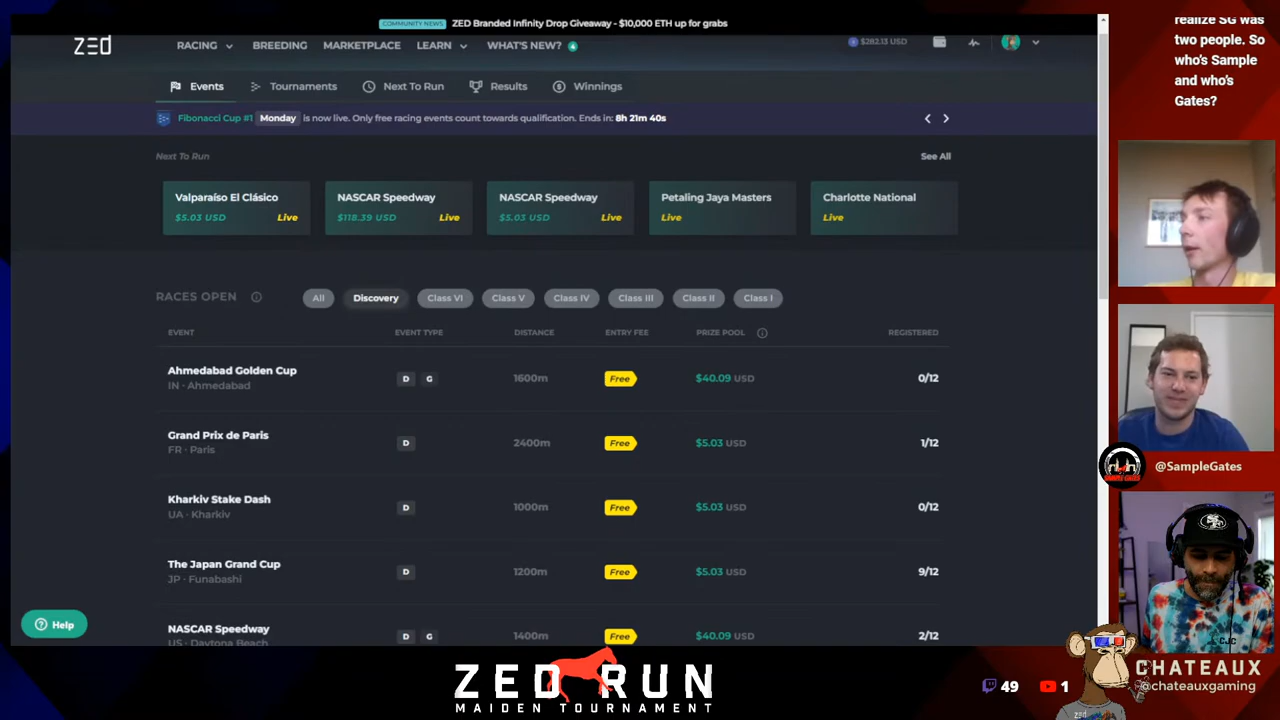 COMMUNITY NEWS ZED Branded Infinity Drop Giveaway - $10,000 ETH up for grabs
zed RACING BREEDING MARKETPLACE LEARN WHAT'S NEW? $282.13 USD
Events Tournaments Next To Run Results Winnings
Fibonacci Cup #1 Monday is now live. Only free racing events count towards qualification. Ends in: 8h 21m 40s
Next To Run See All
Valparaíso El Clásico NASCAR Speedway NASCAR Speedway Petaling Jaya Masters Charlotte National
$5.03 USD Live $118.39 USD Live $5.03 USD Live Live Live
RACES OPEN All Discovery Class VI Class V Class IV Class III Class II Class I
EVENT EVENT TYPE DISTANCE ENTRY FEE PRIZE POOL REGISTERED
Ahmedabad Golden Cup D G 1600m Free $40.09 USD 0/12
IN · Ahmedabad
Grand Prix de Paris D 2400m Free $5.03 USD 1/12
FR · Paris
Kharkiv Stake Dash D 1000m Free $5.03 USD 0/12
UA · Kharkiv
The Japan Grand Cup D 1200m Free $5.03 USD 9/12
JP · Funabashi
NASCAR Speedway D G 1400m Free $40.09 USD 2/12
US · Daytona Beach
Help
realize SG was
two people. So
who's Sample
and who's
Gates?
@SampleGates
CJC
ZED RUN
MAIDEN TOURNAMENT
49 1
CHATEAUX
@chateauxgaming
zed